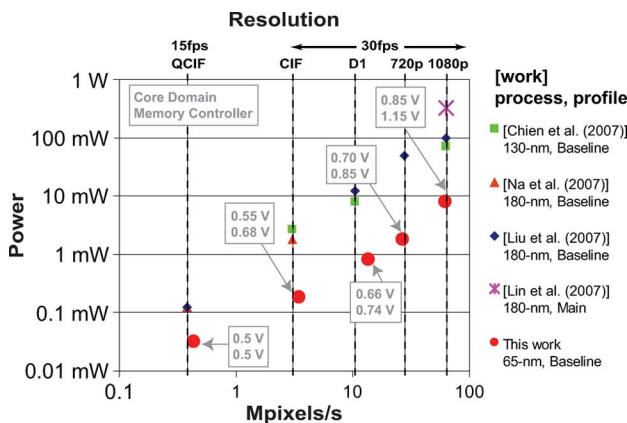 Resolution
15fps
30fps
QCIF
CIF
D1
720p
1080p
1 W
100 mW
10 mW
1 mW
0.1 mW
0.01 mW
Power
Core Domain
Memory Controller
0.85 V
1.15 V
0.70 V
0.85 V
0.55 V
0.68 V
0.66 V
0.74 V
0.5 V
0.5 V
0.1
1
10
100
Mpixels/s
[work]
process, profile
[Chien et al. (2007)]
130-nm, Baseline
[Na et al. (2007)]
180-nm, Baseline
[Liu et al. (2007)]
180-nm, Baseline
[Lin et al. (2007)]
180-nm, Main
This work
65-nm, Baseline